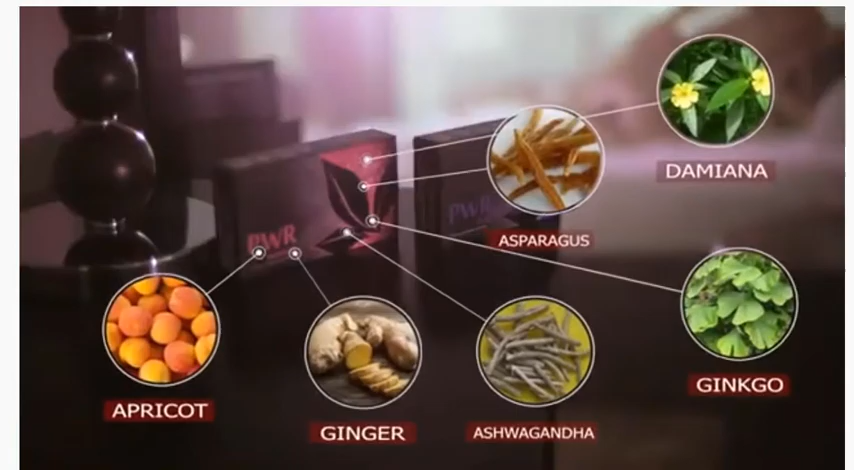 DAMIANA
ASPARAGUS
PWR
PWR
GINKGO
APRICOT
GINGER
ASHWAGANDHA